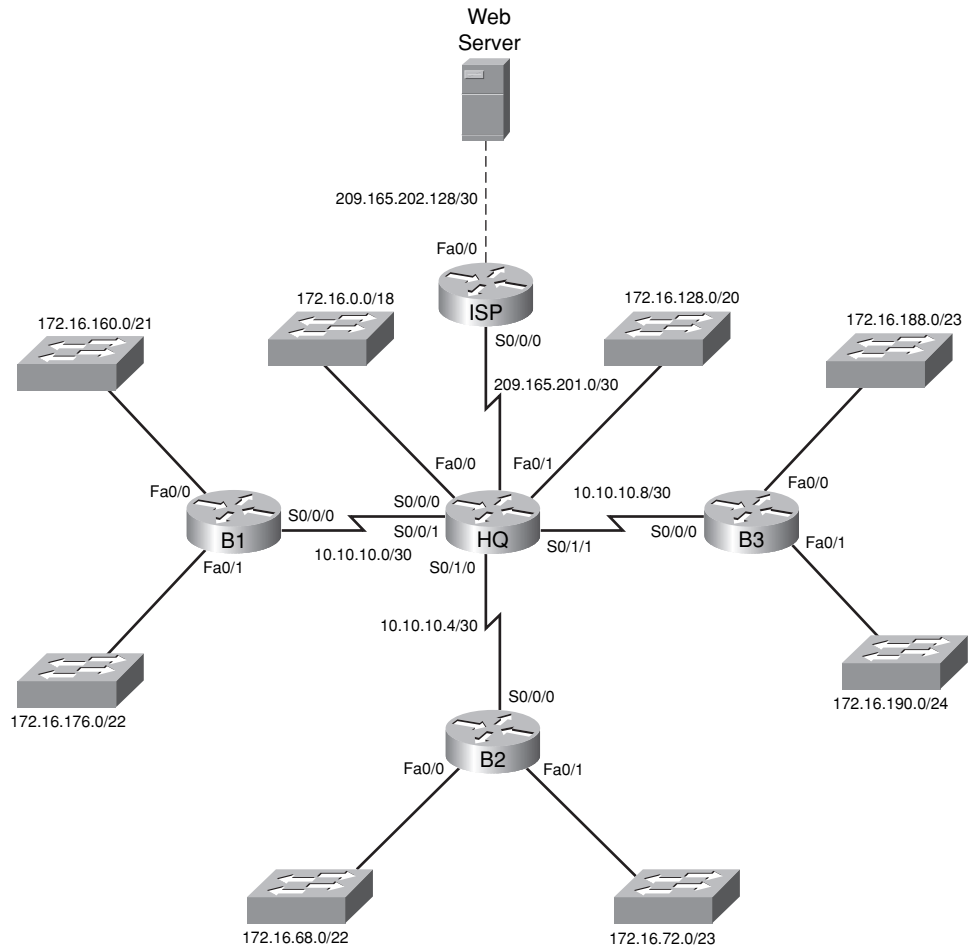 Web
Server
209.165.202.128/30
Fa0/0
ISP
172.16.0.0/18
172.16.128.0/20
172.16.160.0/21
172.16.188.0/23
S0/0/0
209.165.201.0/30
Fa0/0
Fa0/1
10.10.10.8/30
Fa0/0
Fa0/0
S0/0/0
S0/0/0
B1
S0/0/1
HQ
S0/1/1
S0/0/0
B3
10.10.10.0/30
Fa0/1
S0/1/0
Fa0/1
10.10.10.4/30
172.16.176.0/22
S0/0/0
172.16.190.0/24
B2
Fa0/0
Fa0/1
172.16.68.0/22
172.16.72.0/23